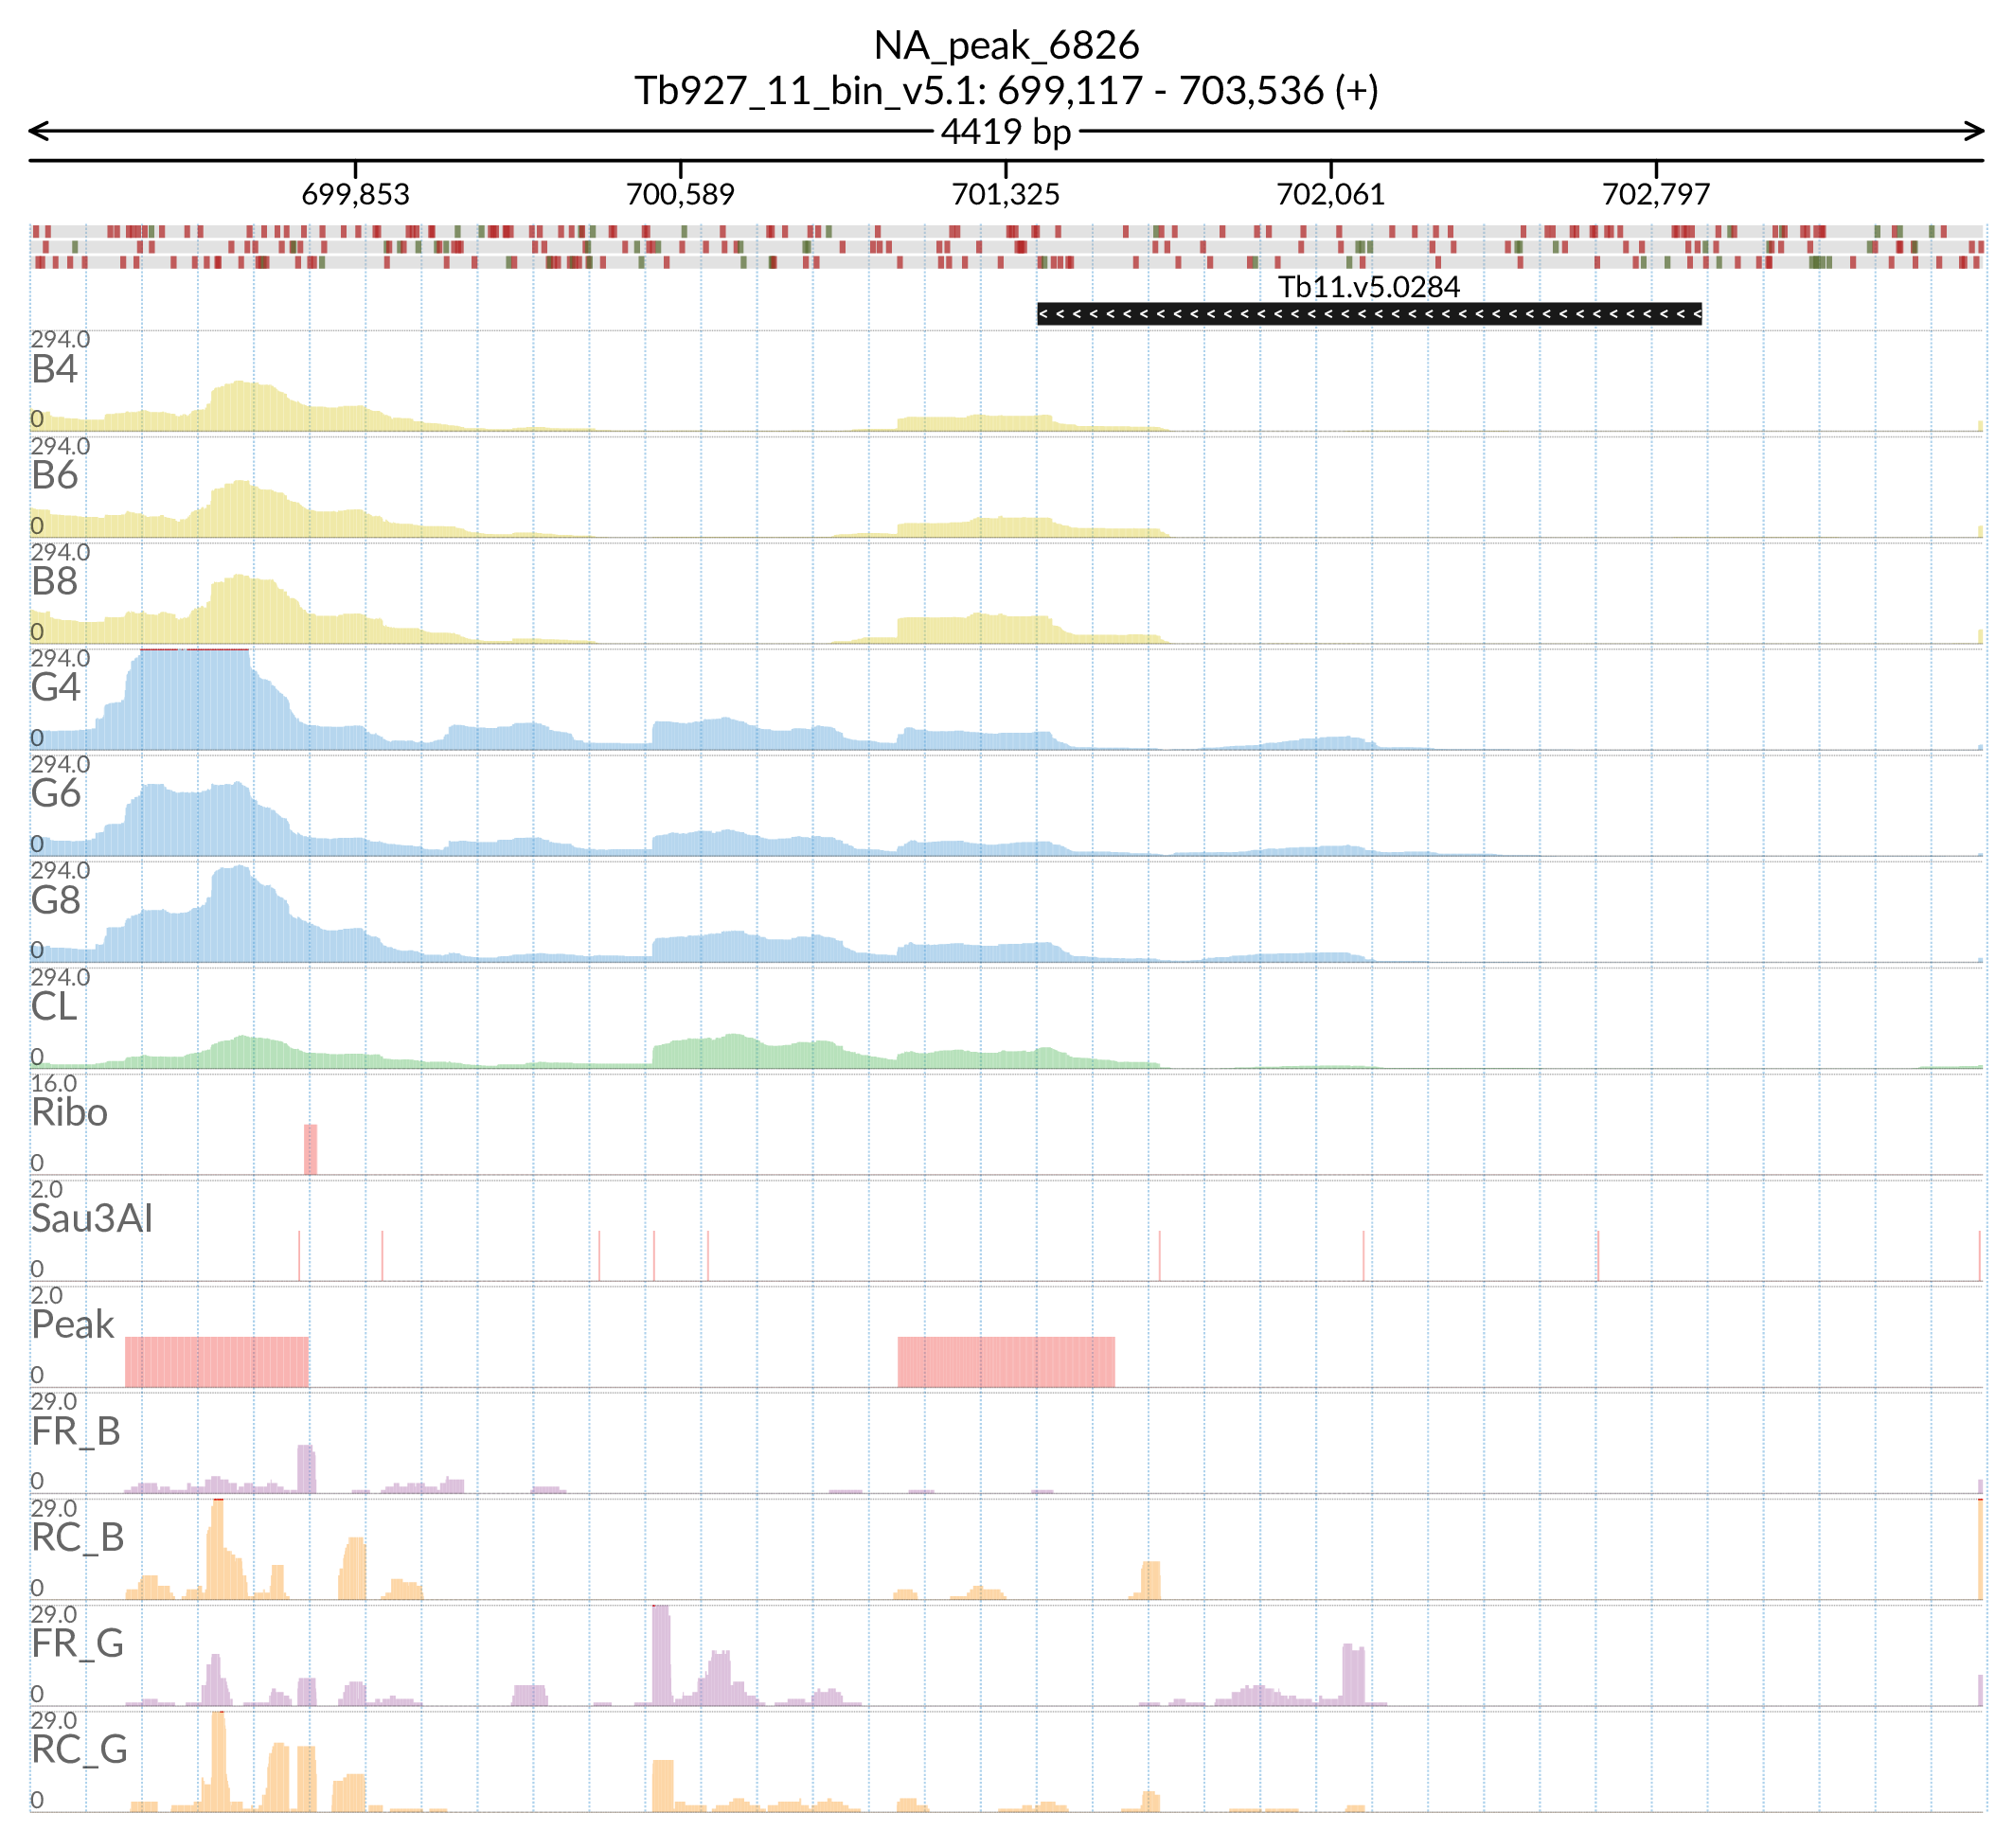 NA_peak_6826
Tb927_11_bin_v5.1: 699,117 - 703,536 (+)
4419 bp
699,853 700,589 701,325 702,061 702,797
Tb11.v5.0284
294.0
B4
0
294.0
B6
0
294.0
B8
0
294.0
G4
0
294.0
G6
0
294.0
G8
0
294.0
CL
0
16.0
Ribo
0
2.0
Sau3AI
0
2.0
Peak
0
29.0
FR_B
0
29.0
RC_B
0
29.0
FR_G
0
29.0
RC_G
0